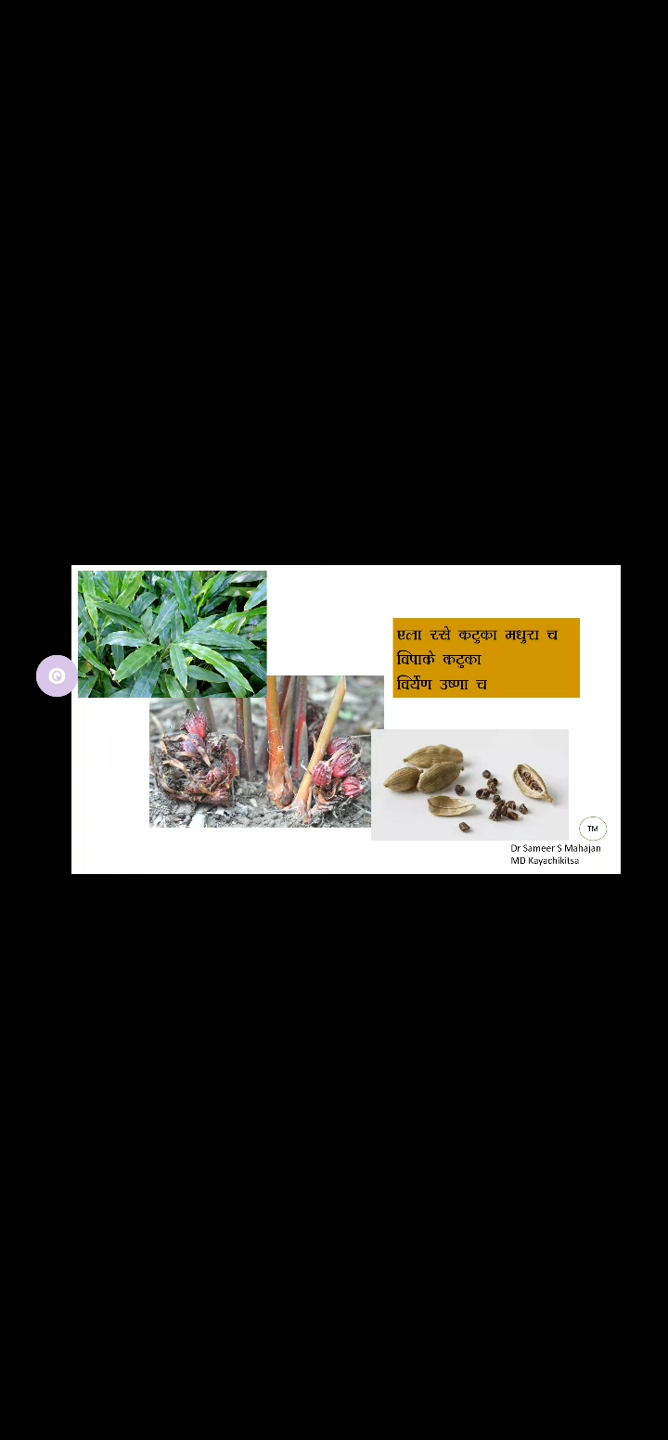 एला रसे कटुका मधुरा च
विपाके कटुका
विर्येण उष्णा च
TM
Dr Sameer S Mahajan
MD Kayachikitsa